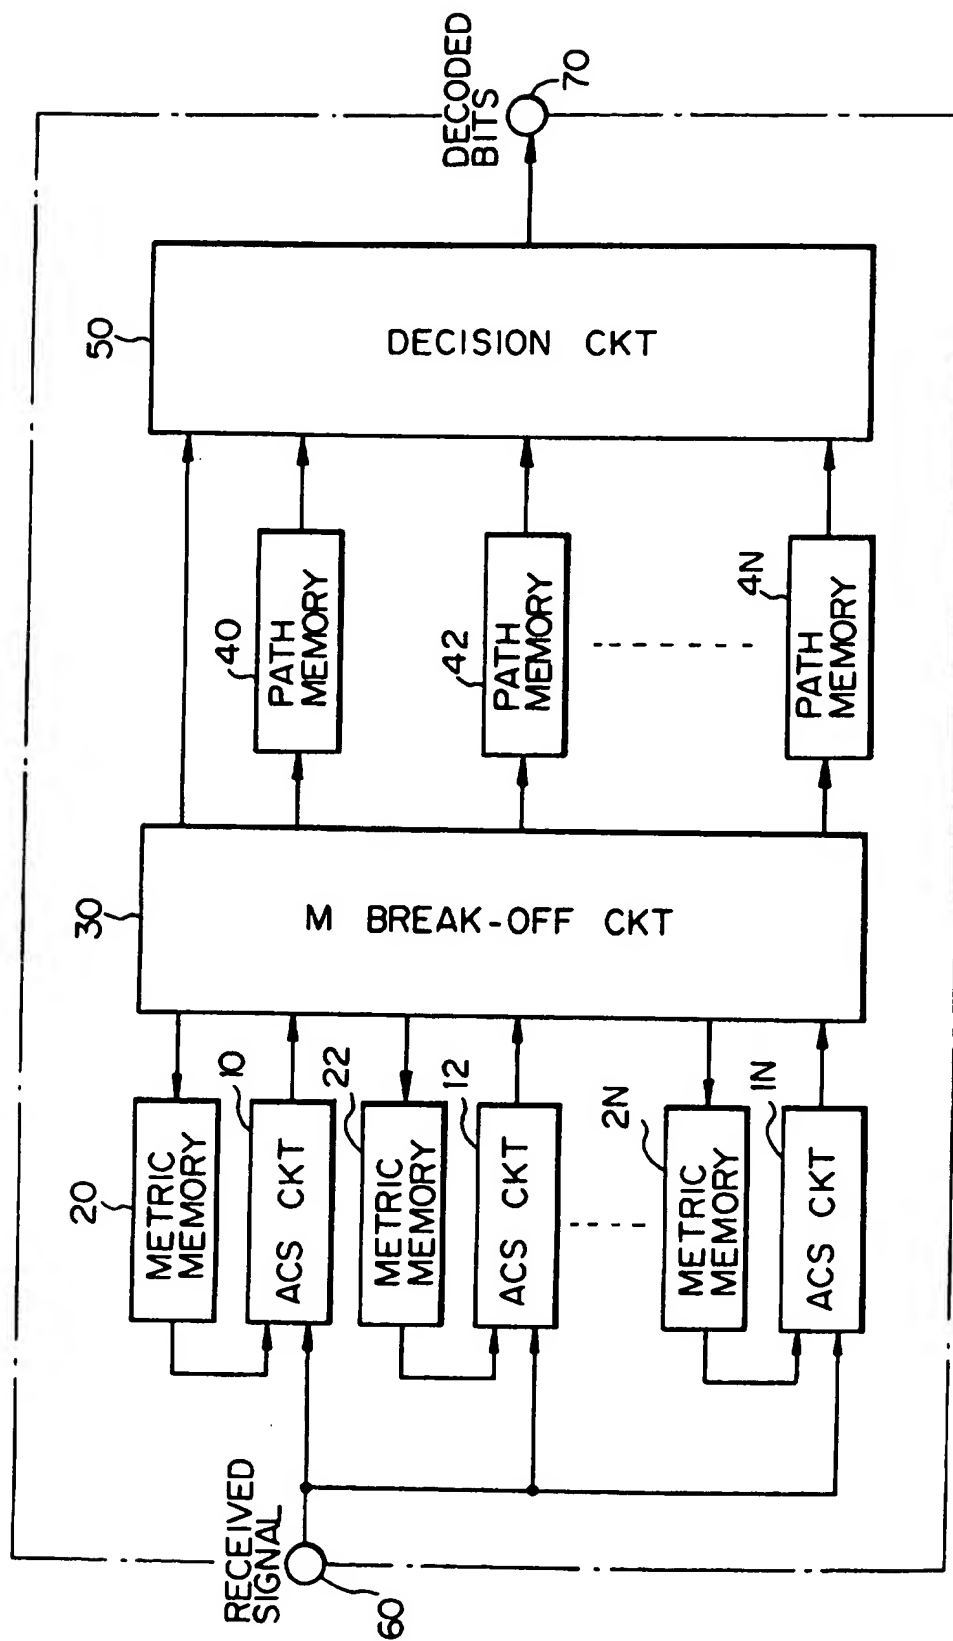 RECEIVED
SIGNAL
60
20
METRIC
MEMORY
10
ACS CKT
22
METRIC
MEMORY
12
ACS CKT
2N
METRIC
MEMORY
1N
ACS CKT
30
M BREAK-OFF CKT
40
PATH
MEMORY
42
PATH
MEMORY
4N
PATH
MEMORY
50
DECISION CKT
DECODED
BITS
70